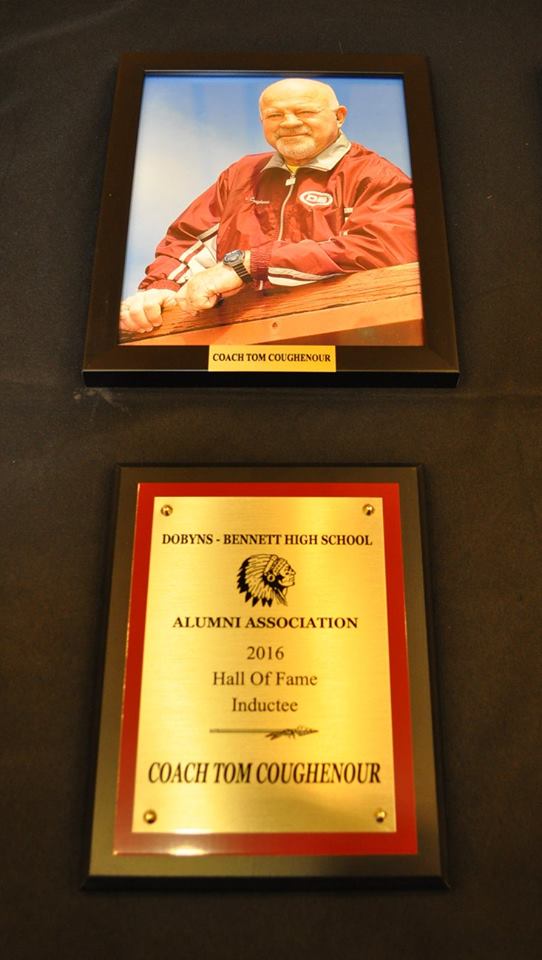 COACH TOM COUGHENOUR
DOBYNS - BENNETT HIGH SCHOOL
ALUMNI ASSOCIATION
2016
Hall Of Fame
Inductee
COACH TOM COUGHENOUR